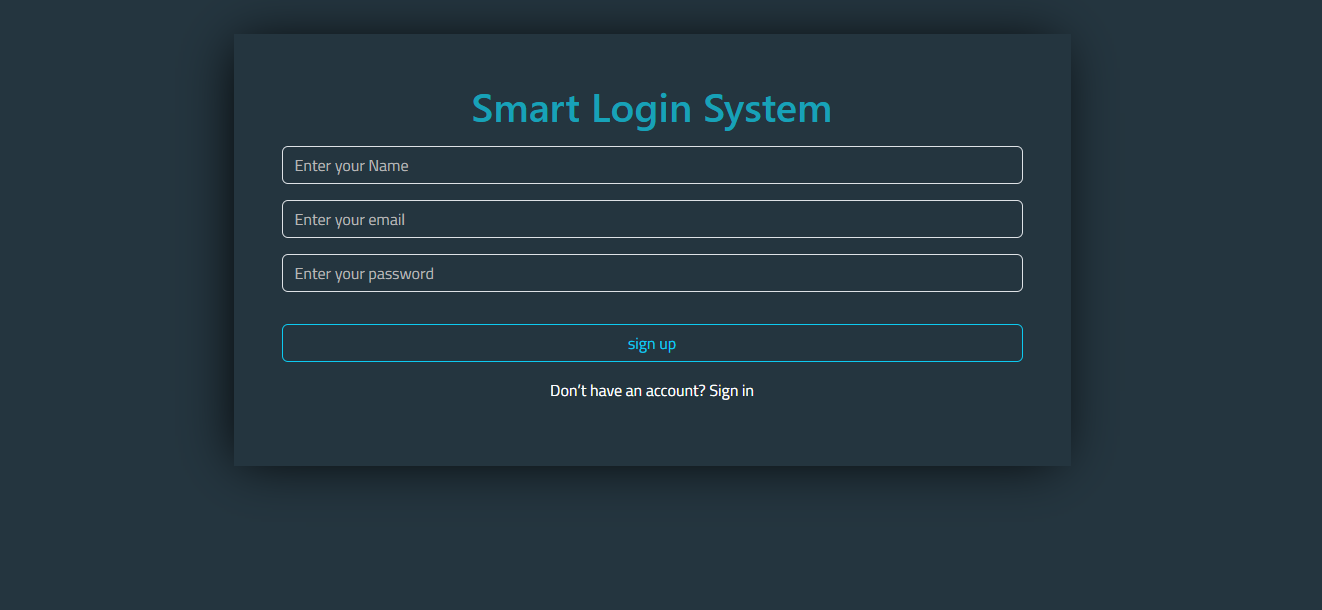 Smart Login System
Enter your Name
Enter your email
Enter your password
sign up
Don’t have an account? Sign in